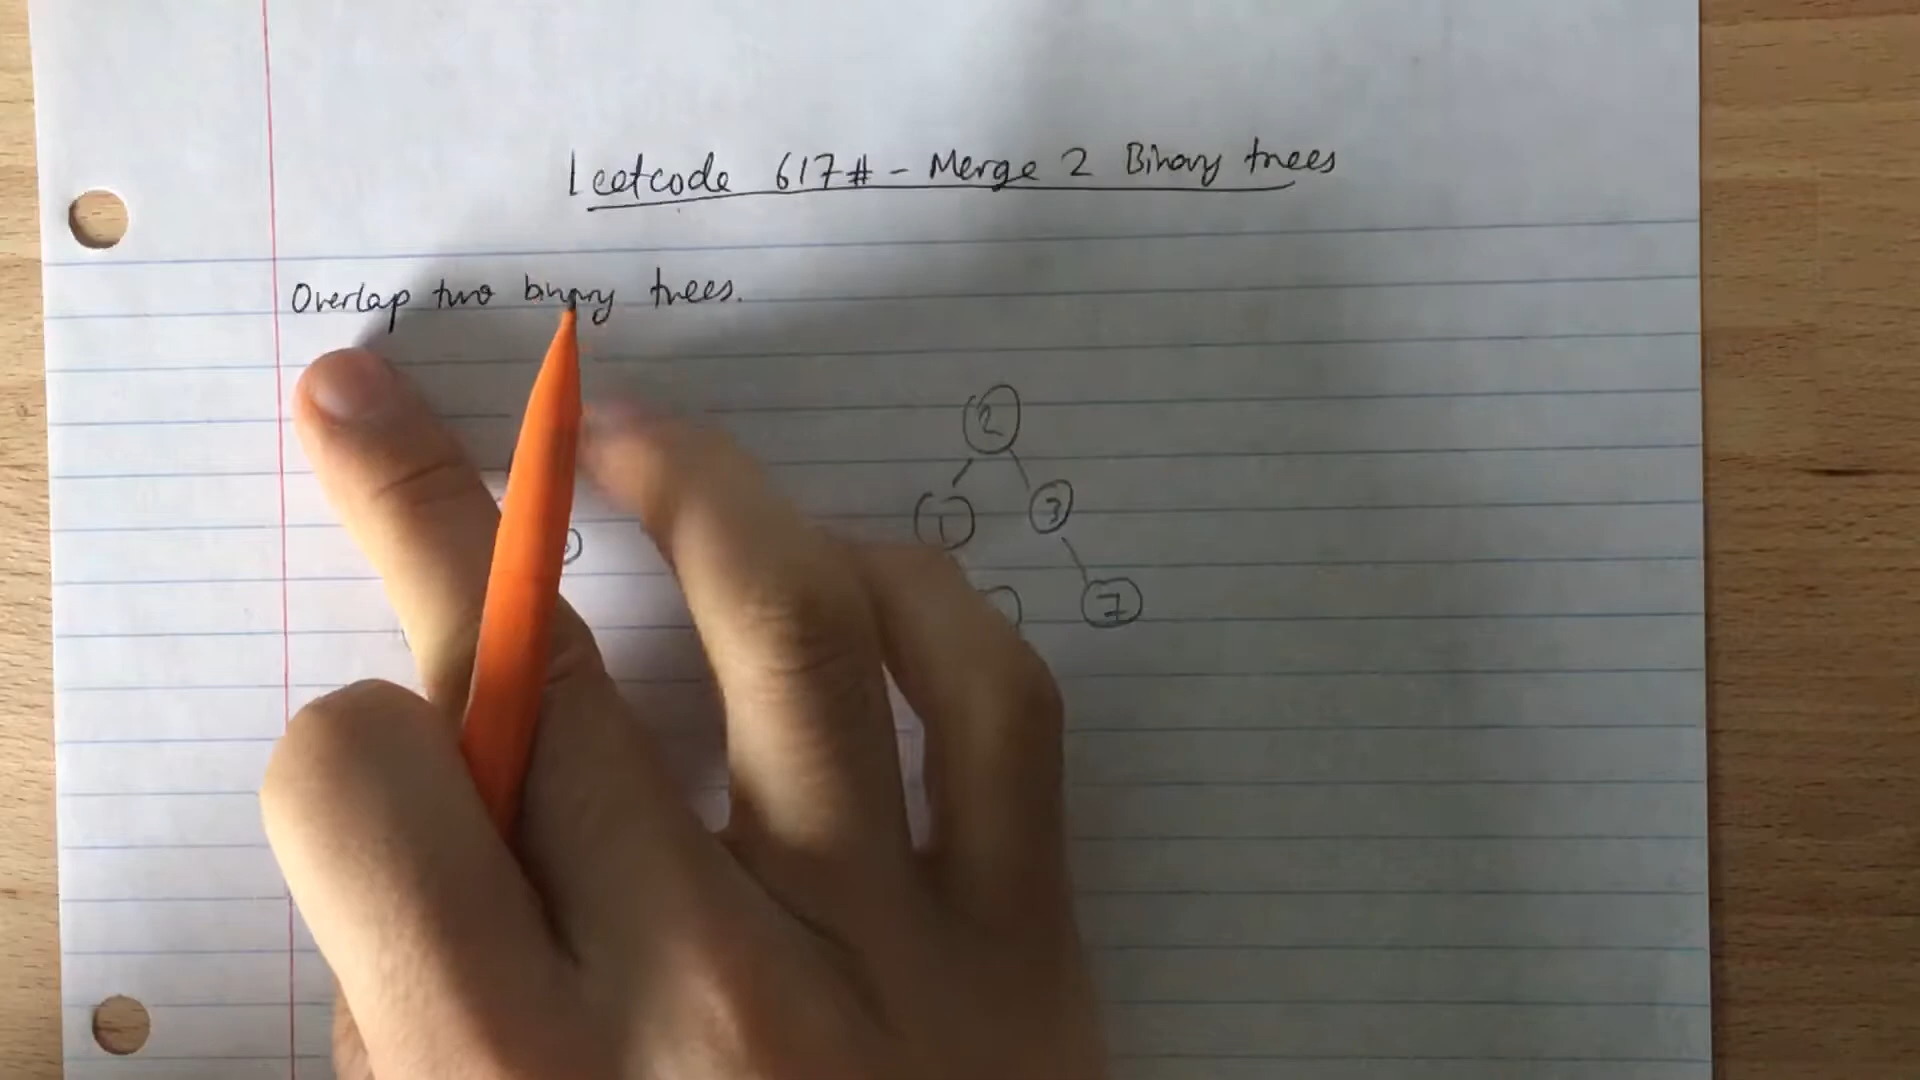 Leetcode 617# - Merge 2 Binary trees
Overlap two binary trees.
2
1 3
7